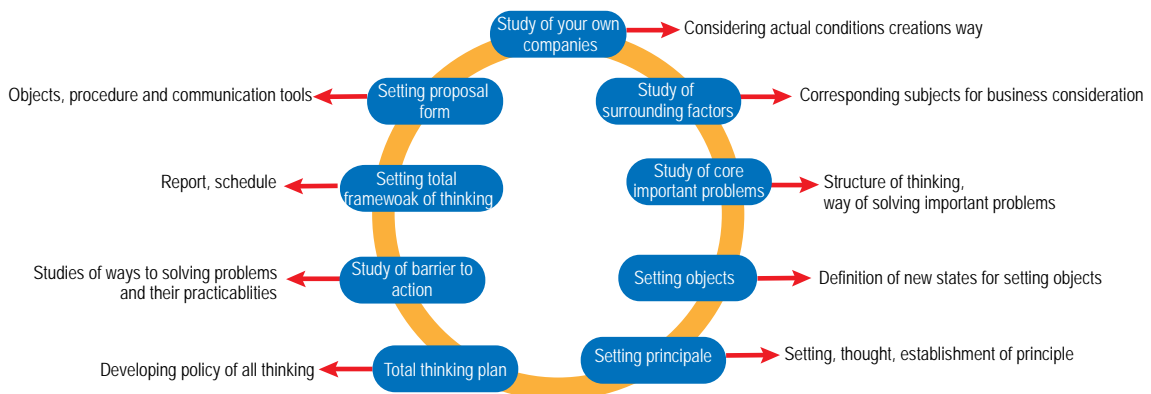 Study of your own
companies
Considering actual conditions creations way
Study of
surrounding factors
Corresponding subjects for business consideration
Study of core
important problems
Structure of thinking,
way of solving important problems
Setting objects
Definition of new states for setting objects
Setting principale
Setting, thought, establishment of principle
Total thinking plan
Developing policy of all thinking
Study of barrier to
action
Studies of ways to solving problems
and their practicablities
Setting total
framewoak of thinking
Report, schedule
Setting proposal
form
Objects, procedure and communication tools